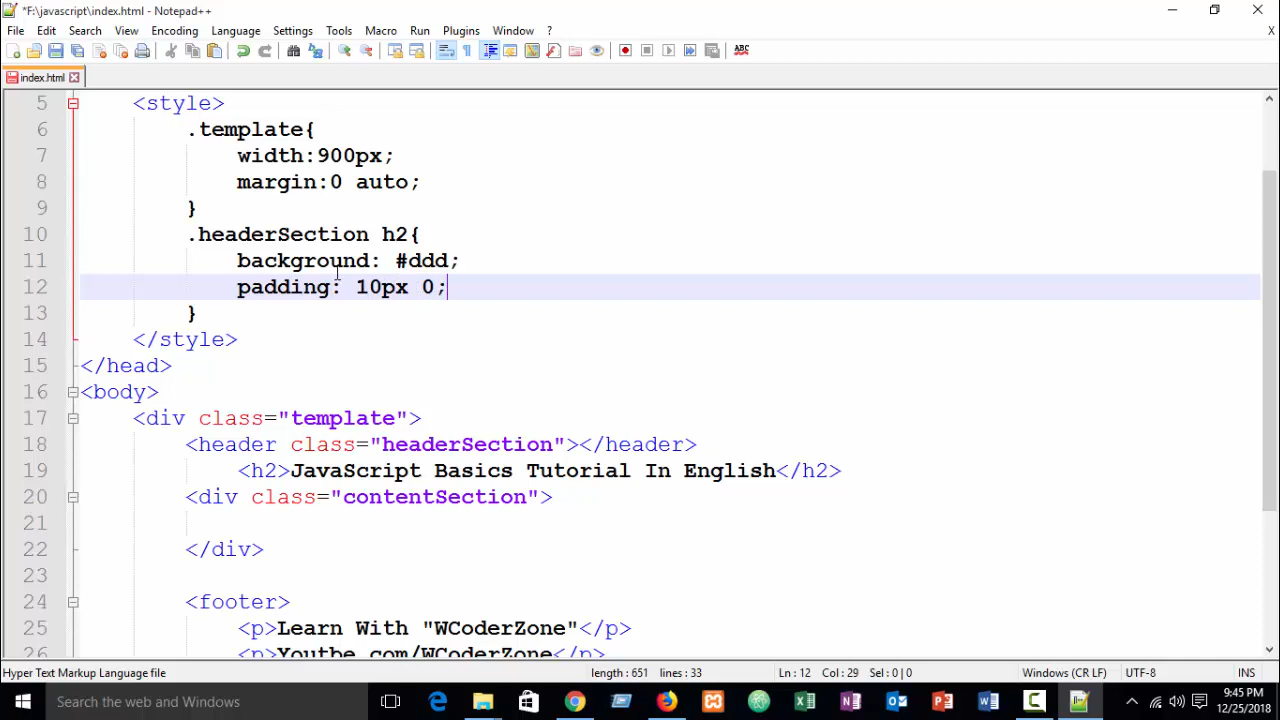 *F:\javascript\index.html - Notepad++
File Edit Search View Encoding Language Settings Tools Macro Run Plugins Window ?
X
ABC
index.html
5 <style>
6 .template{
7 width:900px;
8 margin:0 auto;
9 }
10 .headerSection h2{
11 background: #ddd;
12 padding: 10px 0;
13 }
14 </style>
15 </head>
16 <body>
17 <div class="template">
18 <header class="headerSection"></header>
19 <h2>JavaScript Basics Tutorial In English</h2>
20 <div class="contentSection">
21
22 </div>
23
24 <footer>
25 <p>Learn With "WCoderZone"</p>
26 <p>Youtbe com/WCoderZone</p>
Hyper Text Markup Language file length : 651 lines : 33 Ln : 12 Col : 29 Sel : 0 | 0 Windows (CR LF) UTF-8 INS
Search the web and Windows
9:45 PM
12/25/2018